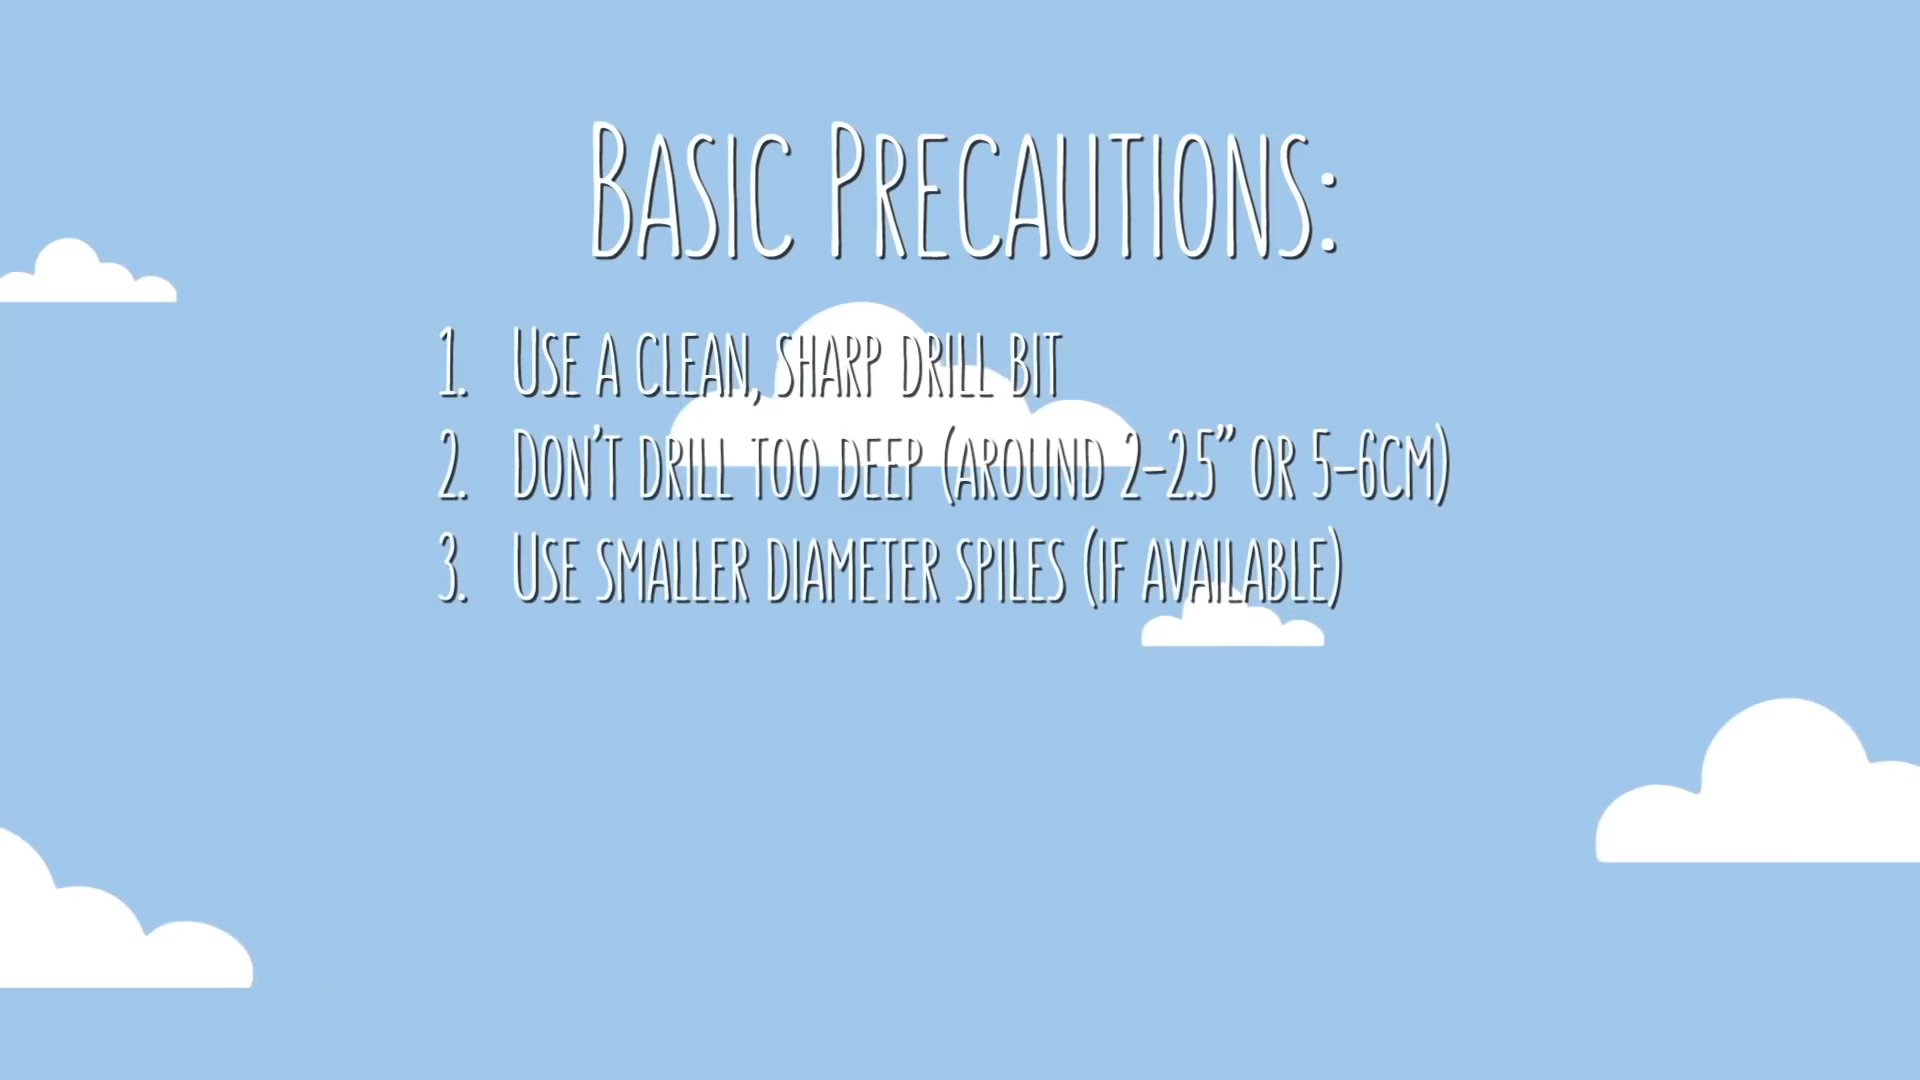 Basic Precautions:
1. Use a clean, sharp drill bit
2. Don't drill too deep (around 2-2.5" or 5-6cm)
3. Use smaller diameter spiles (if available)